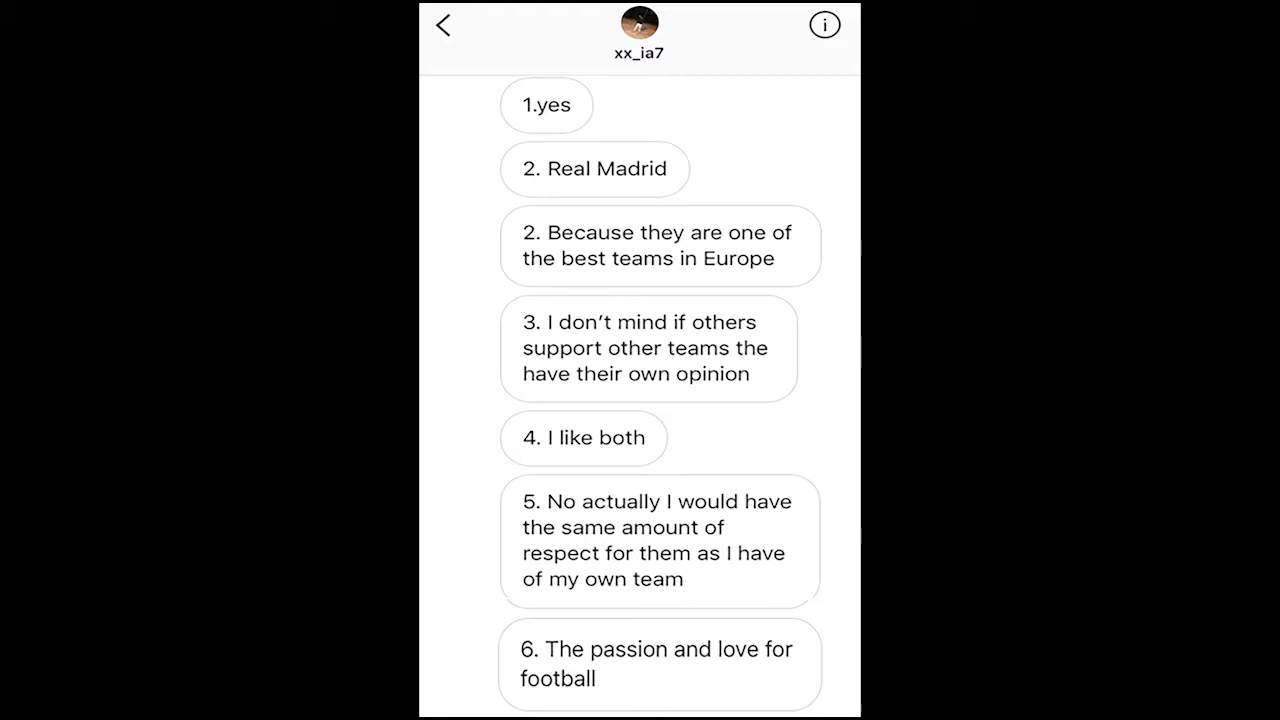 xx_ia7
1.yes
2. Real Madrid
2. Because they are one of
the best teams in Europe
3. I don't mind if others
support other teams the
have their own opinion
4. I like both
5. No actually I would have
the same amount of
respect for them as I have
of my own team
6. The passion and love for
football